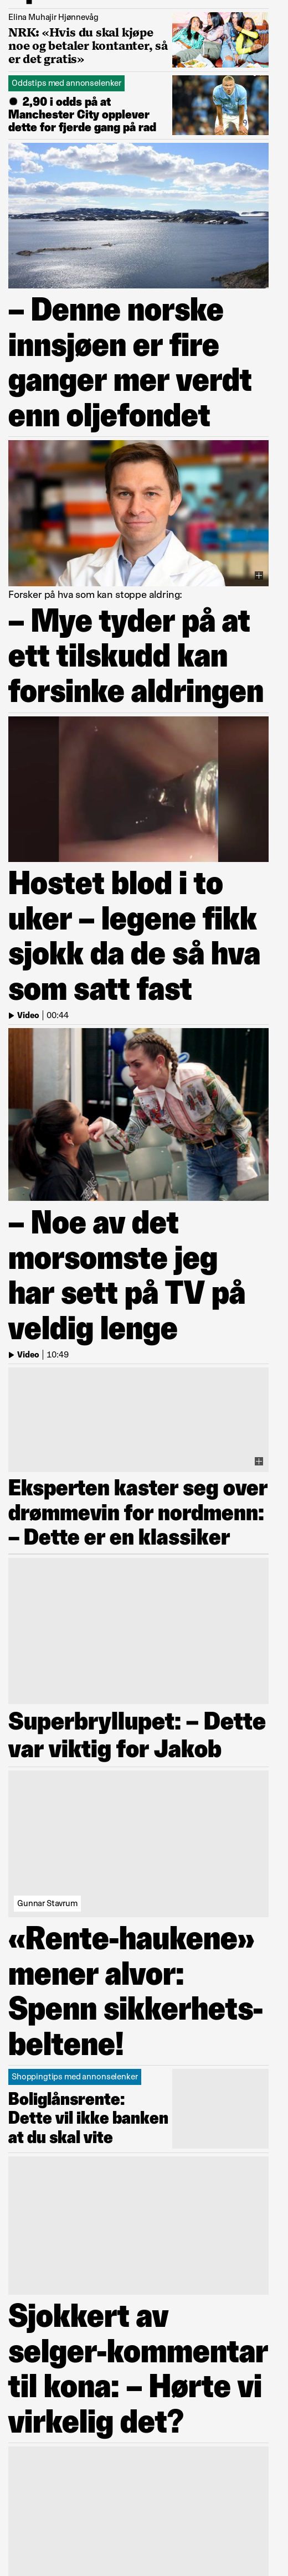 Elina Muhajir Hjønnevåg
NRK: «Hvis du skal kjøpe
noe og betaler kontanter, så
er det gratis»
Oddstips med annonselenker
● 2,90 i odds på at
Manchester City opplever
dette for fjerde gang på rad
– Denne norske
innsjøen er fire
ganger mer verdt
enn oljefondet
Forsker på hva som kan stoppe aldring:
– Mye tyder på at
ett tilskudd kan
forsinke aldringen
Hostet blod i to
uker – legene fikk
sjokk da de så hva
som satt fast
Video | 00:44
– Noe av det
morsomste jeg
har sett på TV på
veldig lenge
Video | 10:49
Eksperten kaster seg over
drømmevin for nordmenn:
– Dette er en klassiker
Superbryllupet: – Dette
var viktig for Jakob
Gunnar Stavrum
«Rente-haukene»
mener alvor:
Spenn sikkerhets-
beltene!
Shoppingtips med annonselenker
Boliglånsrente:
Dette vil ikke banken
at du skal vite
Sjokkert av
selger-kommentar
til kona: – Hørte vi
virkelig det?